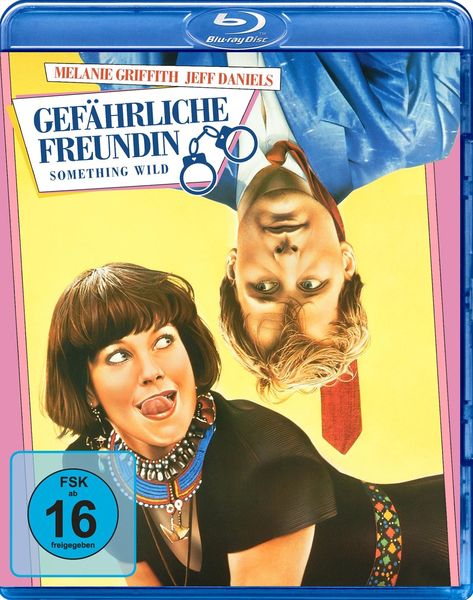 Blu-ray Disc
MELANIE GRIFFITH JEFF DANIELS
GEFÄHRLICHE
FREUNDIN
SOMETHING WILD
FSK
ab
16
freigegeben